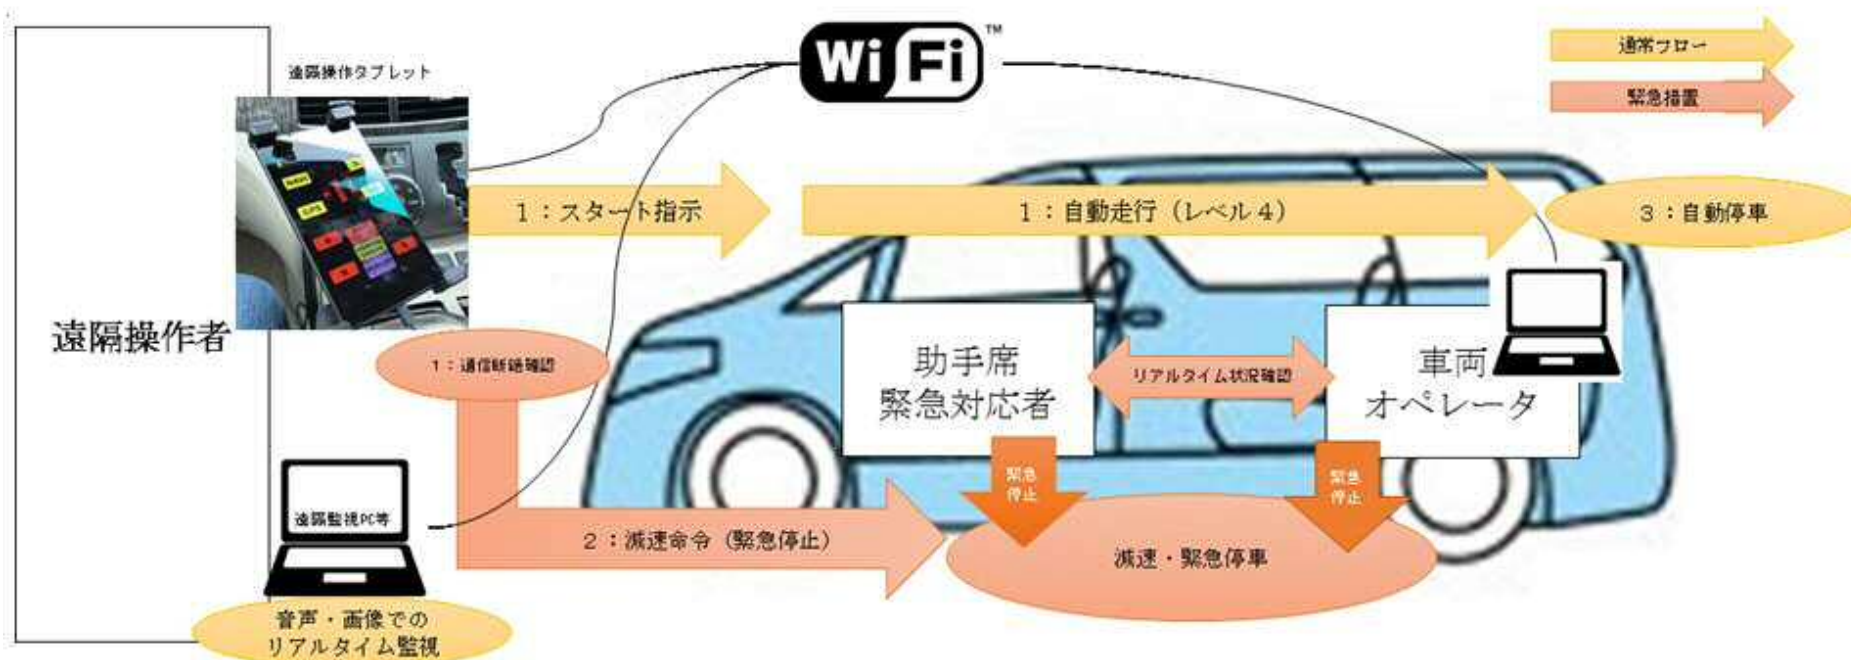 遠隔操作タブレット
Wi Fi™
通常フロー
緊急措置
1：スタート指示
1：自動走行（レベル4）
3：自動停車
遠隔操作者
1：通信断絶確認
助手席
緊急対応者
リアルタイム状況確認
車両
オペレータ
緊急
停止
緊急
停止
遠隔監視PC等
2：減速命令（緊急停止）
減速・緊急停車
音声・画像での
リアルタイム監視